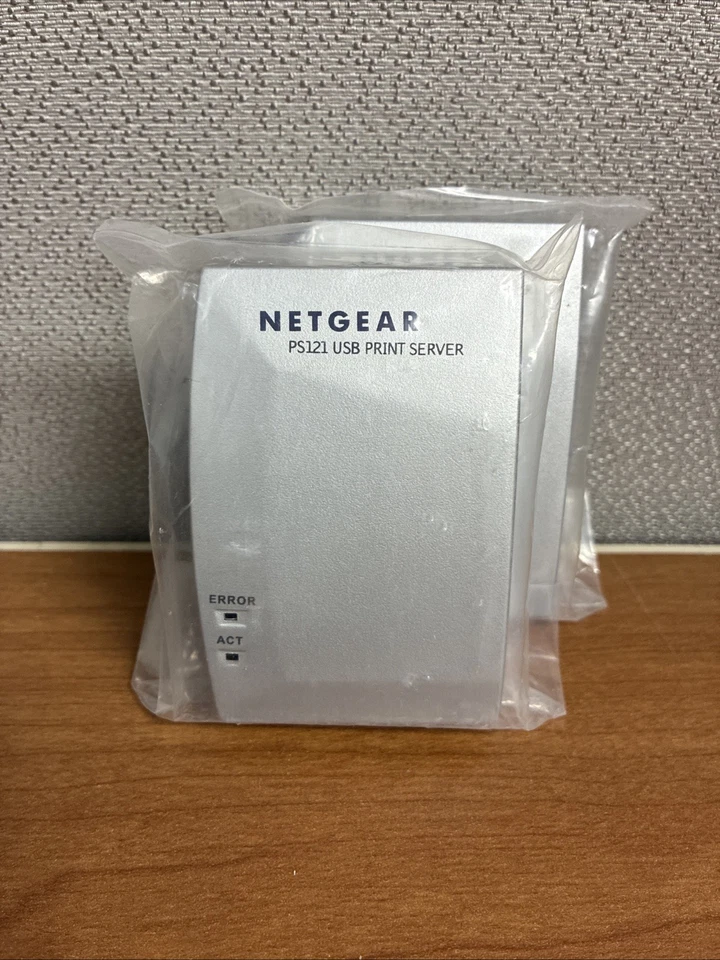 NETGEAR
PS121 USB PRINT SERVER
ERROR
ACT